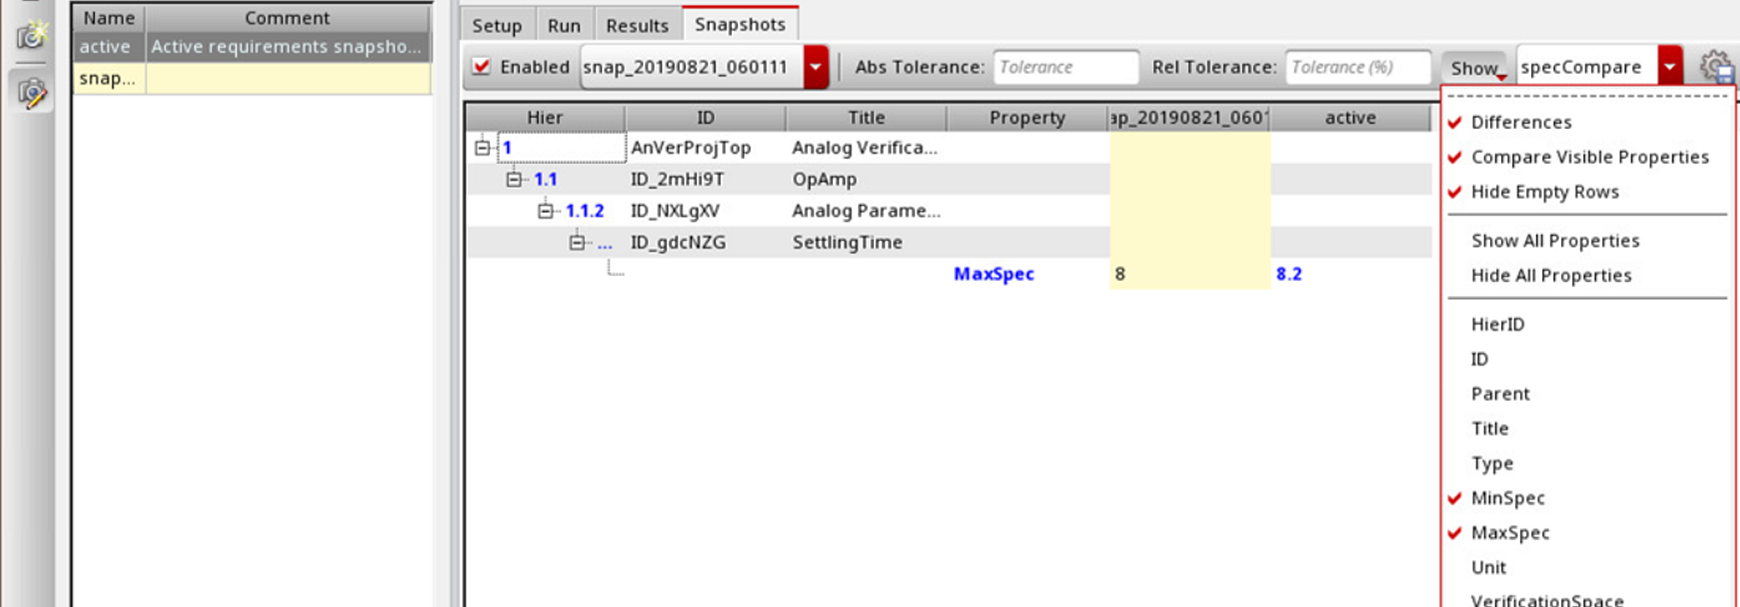 Name Comment
active Active requirements snapsho...
snap...
Setup Run Results Snapshots
Enabled snap_20190821_060111 Abs Tolerance: Tolerance Rel Tolerance: Tolerance (%) Show specCompare
Hier ID Title Property ap_20190821_060 active
1 AnVerProjTop Analog Verifica...
1.1 ID_2mHi9T OpAmp
1.1.2 ID_NXLgXV Analog Parame...
... ID_gdcNZG SettlingTime
MaxSpec 8 8.2
Differences
Compare Visible Properties
Hide Empty Rows
Show All Properties
Hide All Properties
HierID
ID
Parent
Title
Type
MinSpec
MaxSpec
Unit
VerificationSpace